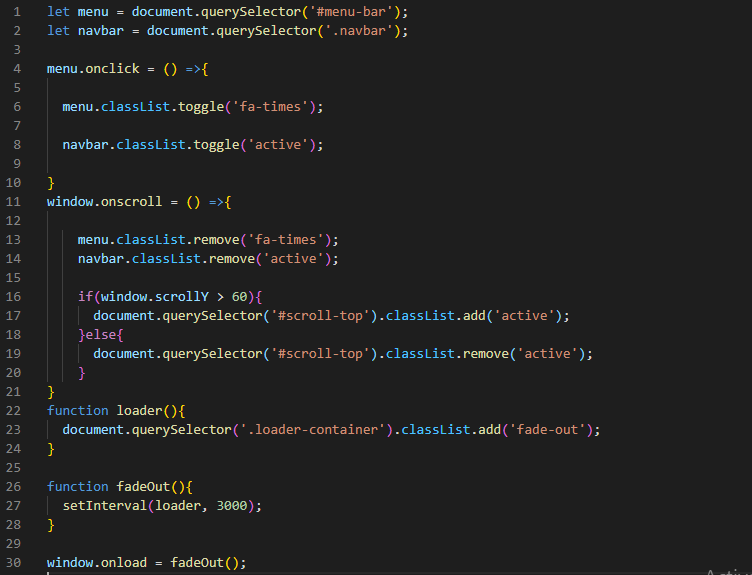 1 let menu = document.querySelector('#menu-bar');
2 let navbar = document.querySelector('.navbar');
3
4 menu.onclick = () =>{
5
6 menu.classList.toggle('fa-times');
7
8 navbar.classList.toggle('active');
9
10 }
11 window.onscroll = () =>{
12
13 menu.classList.remove('fa-times');
14 navbar.classList.remove('active');
15
16 if(window.scrollY > 60){
17 document.querySelector('#scroll-top').classList.add('active');
18 }else{
19 document.querySelector('#scroll-top').classList.remove('active');
20 }
21 }
22 function loader(){
23 document.querySelector('.loader-container').classList.add('fade-out');
24 }
25
26 function fadeOut(){
27 setInterval(loader, 3000);
28 }
29
30 window.onload = fadeOut();